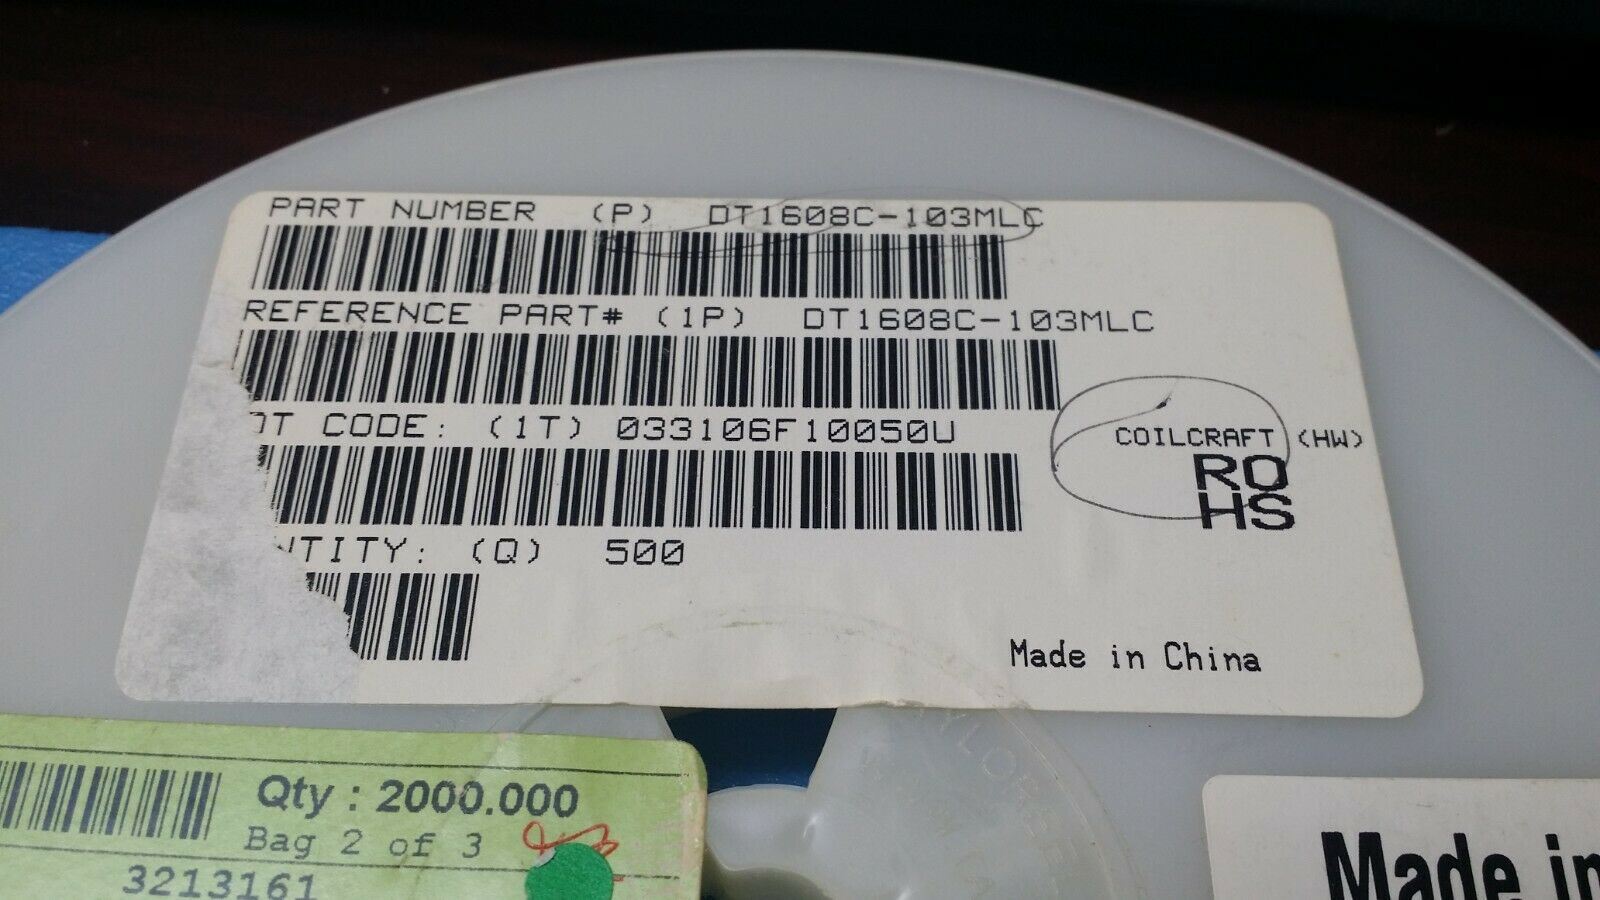 PART NUMBER (P) DT1608C-103MLC
REFERENCE PART# (1P) DT1608C-103MLC
OT CODE: (1T) 033106F10050U
COILCRAFT (HW)
RO
HS
NTITY: (Q) 500
Made in China
Qty : 2000.000
Bag 2 of 3
3213161
Made in